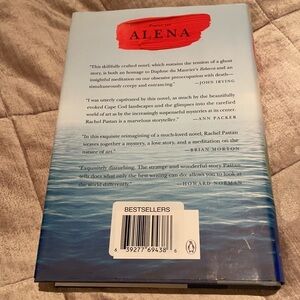 Praise for
ALENA
"This skillfully crafted novel, which sustains the tension of a ghost
story, is both an homage to Daphne du Maurier's Rebecca and an
insightful meditation on our obsessive preoccupation with death—
simultaneously creepy and entrancing."
—JOHN IRVING
"I was utterly captivated by this novel, as much by the beautifully
evoked Cape Cod landscapes and the glimpses into the rarefied
world of art as by the increasingly suspenseful mysteries at its center.
Rachel Pastan is a marvelous storyteller."
—ANN PACKER
"In this exquisite reimagining of a much-loved novel, Rachel Pastan
weaves together a mystery, a love story, and a meditation on the
nature of art."
—BRIAN MORTON
"Exquisitely disturbing. The strange and wonderful story Pastan
tells does what only the best writing can do: allows you to look at
the world differently."
—HOWARD NORMAN
BESTSELLERS
6 39277 69438 6